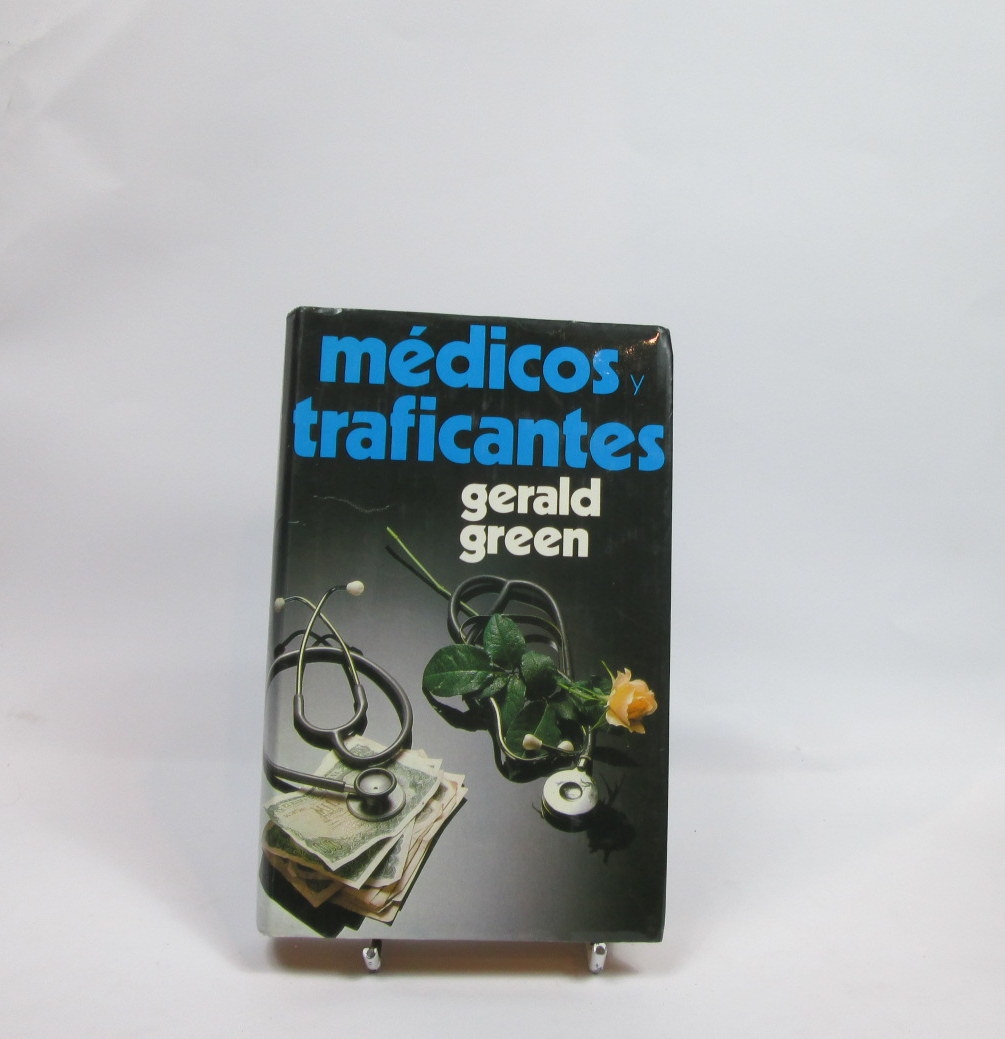 médicos y
traficantes
gerald
green